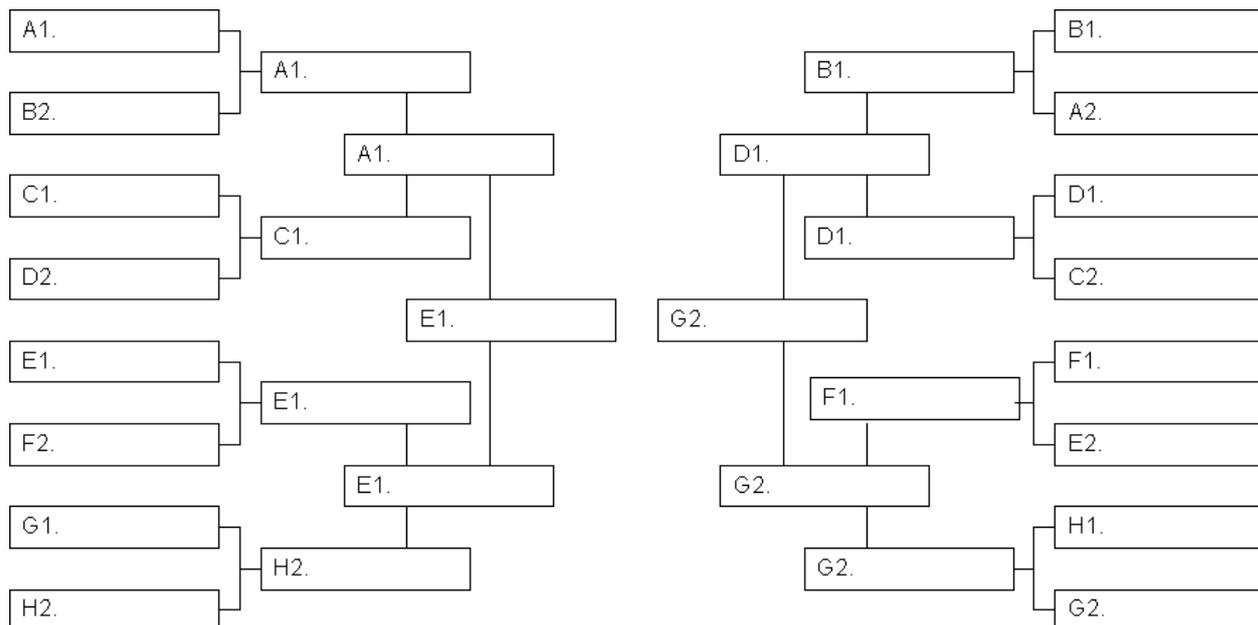 A1.
B1.
A1.
B1.
B2.
A2.
A1.
D1.
C1.
D1.
C1.
D1.
D2.
C2.
E1.
G2.
E1.
F1.
E1.
F1.
F2.
E2.
E1.
G2.
G1.
H1.
H2.
G2.
H2.
G2.